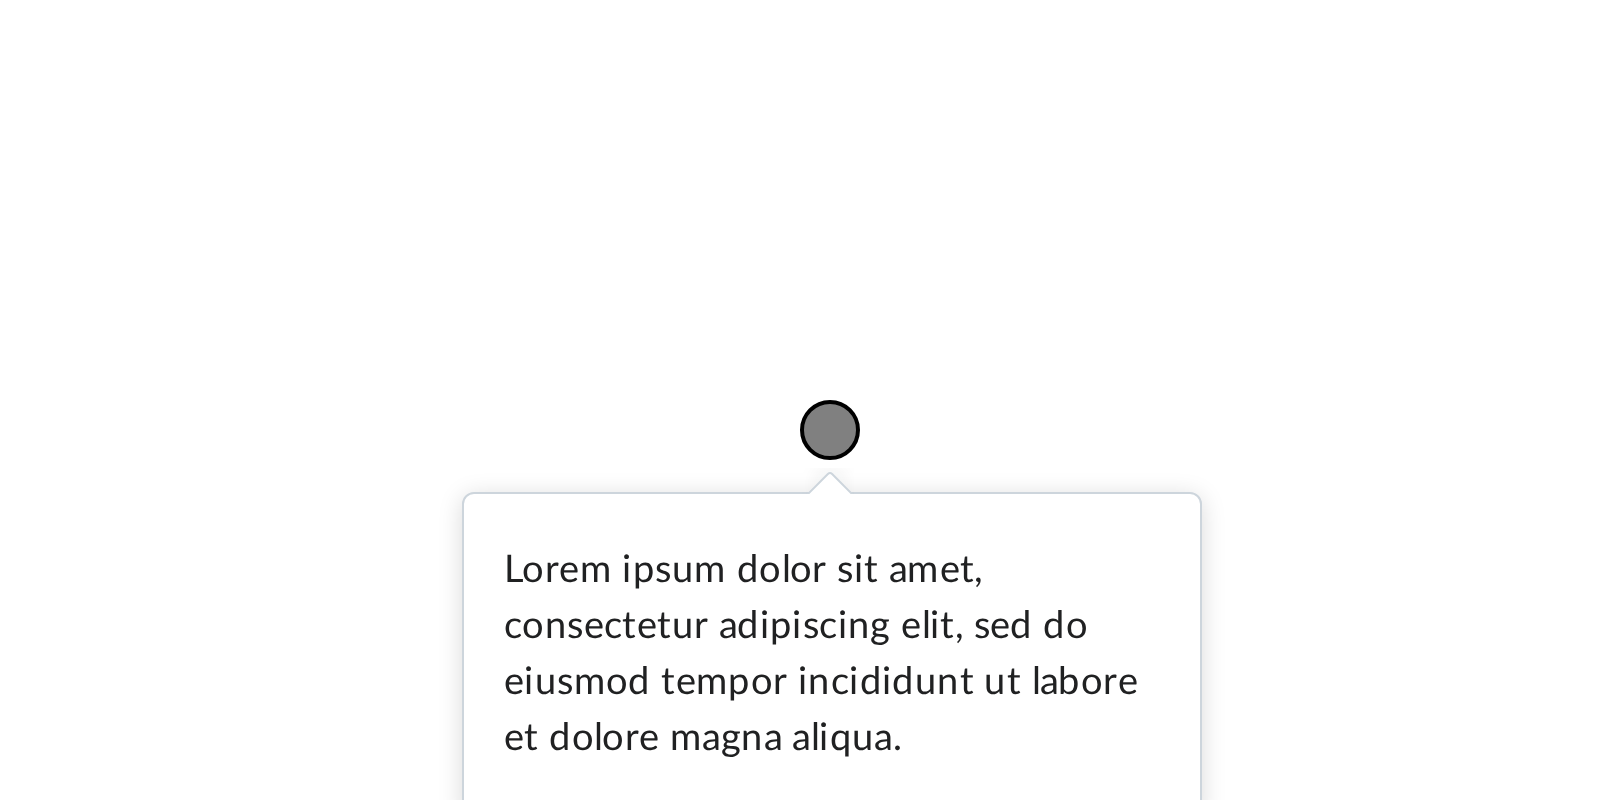 Lorem ipsum dolor sit amet,
consectetur adipiscing elit, sed do
eiusmod tempor incididunt ut labore
et dolore magna aliqua.